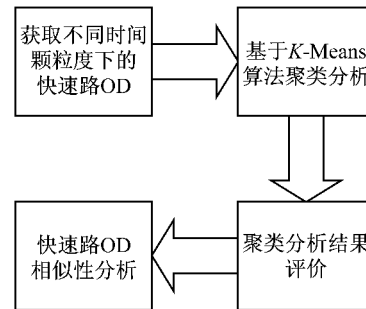 获取不同时间
颗粒度下的
快速路OD
基于K-Means
算法聚类分析
聚类分析结果
评价
快速路OD
相似性分析